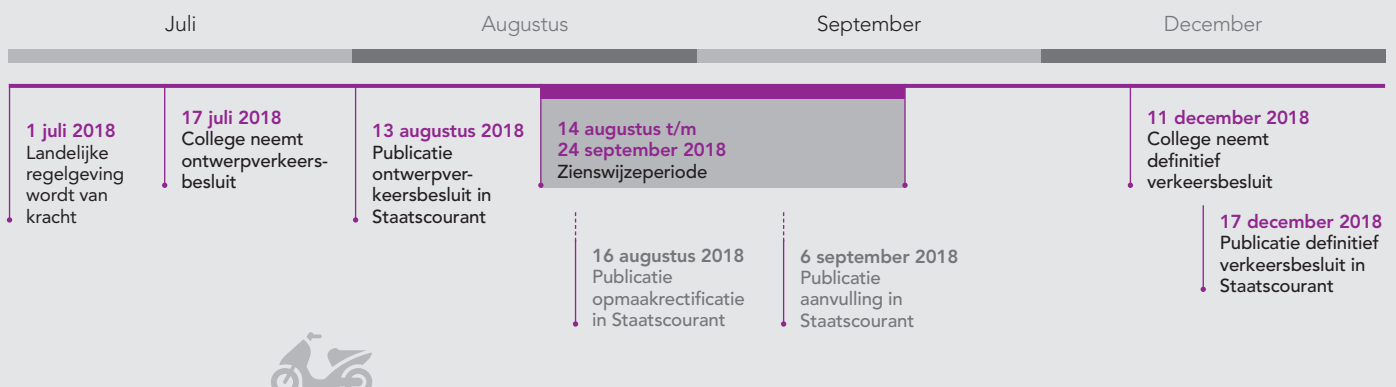 Juli
Augustus
September
December
1 juli 2018
Landelijke
regelgeving
wordt van
kracht
17 juli 2018
College neemt
ontwerpverkeers-
besluit
13 augustus 2018
Publicatie
ontwerpver-
keersbesluit in
Staatscourant
14 augustus t/m
24 september 2018
Zienswijzeperiode
16 augustus 2018
Publicatie
opmaakrectificatie
in Staatscourant
6 september 2018
Publicatie
aanvulling in
Staatscourant
11 december 2018
College neemt
definitief
verkeersbesluit
17 december 2018
Publicatie definitief
verkeersbesluit in
Staatscourant